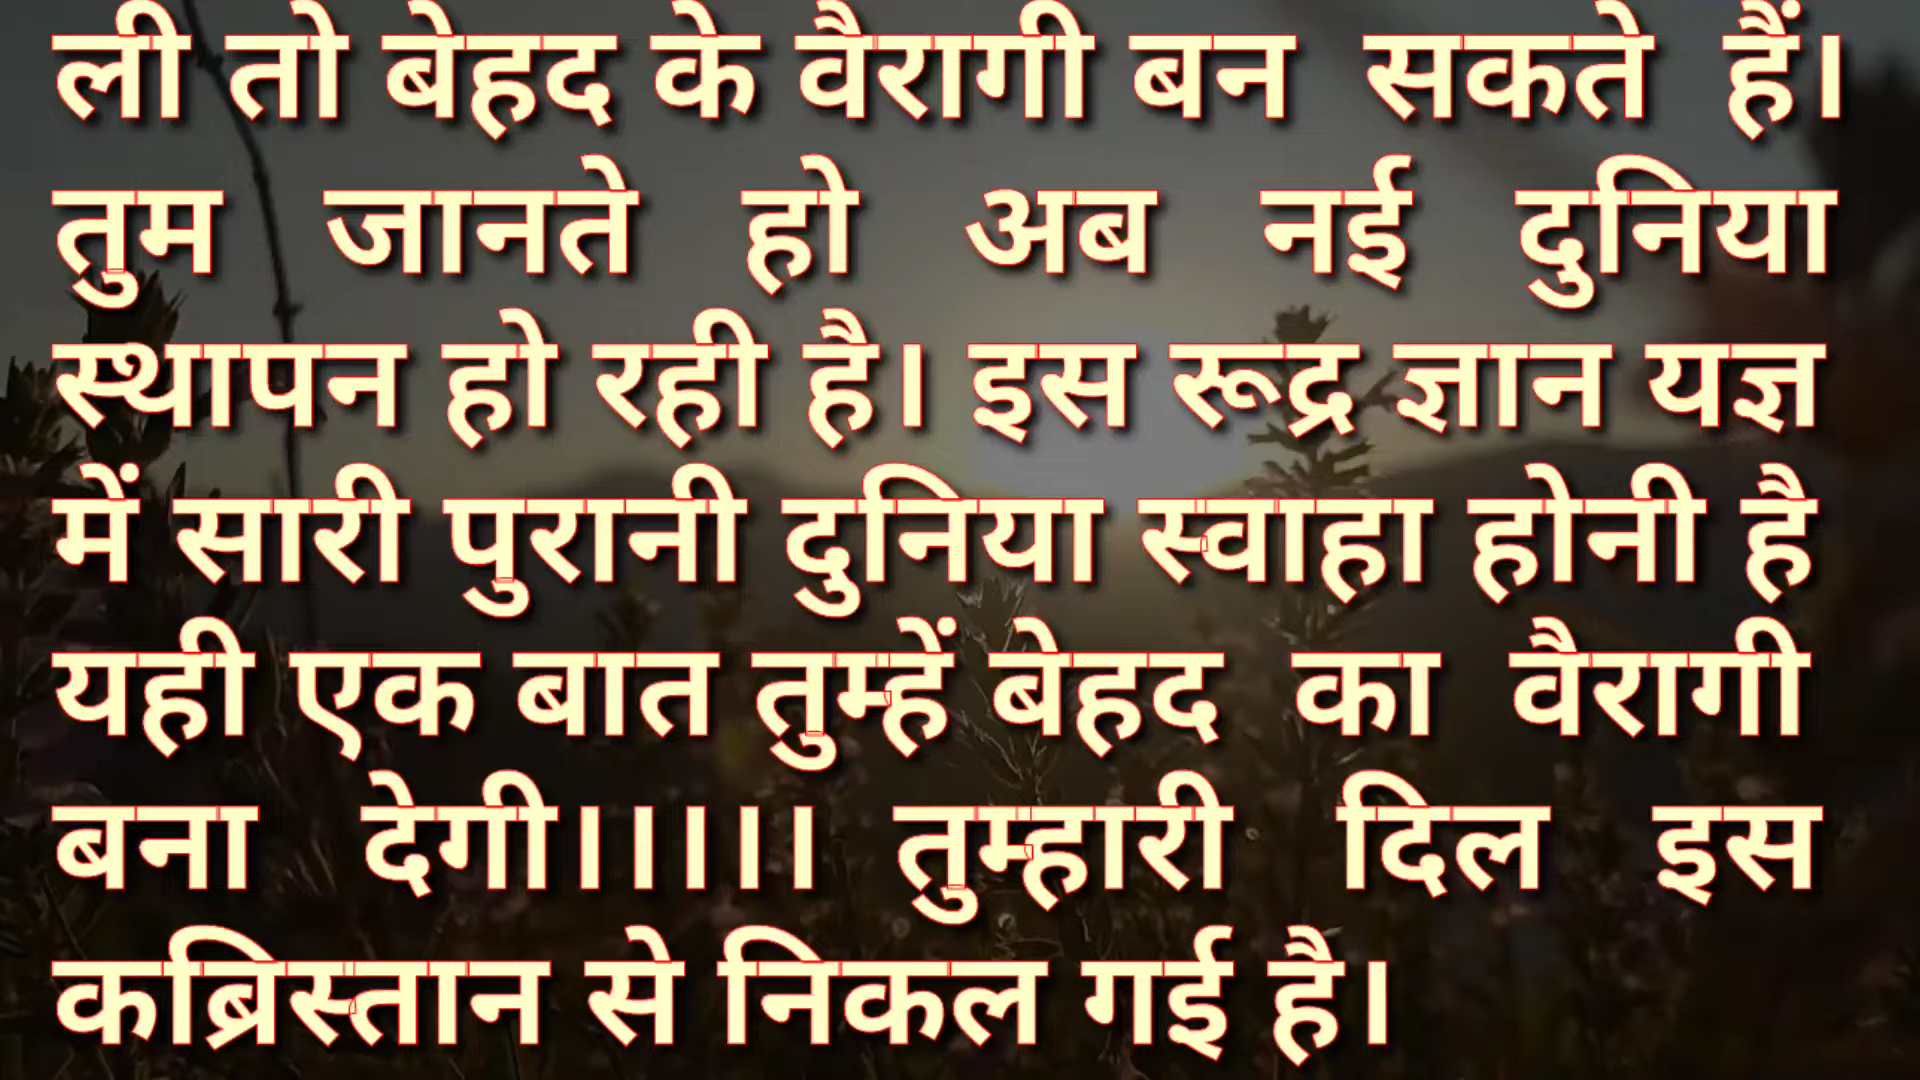 ली तो बेहद के वैरागी बन सकते हैं।
तुम जानते हो अब नई दुनिया
स्थापन हो रही है। इस रूद्र ज्ञान यज्ञ
में सारी पुरानी दुनिया स्वाहा होनी है
यही एक बात तुम्हें बेहद का वैरागी
बना देगी।।।।। तुम्हारी दिल इस
कब्रिस्तान से निकल गई है।